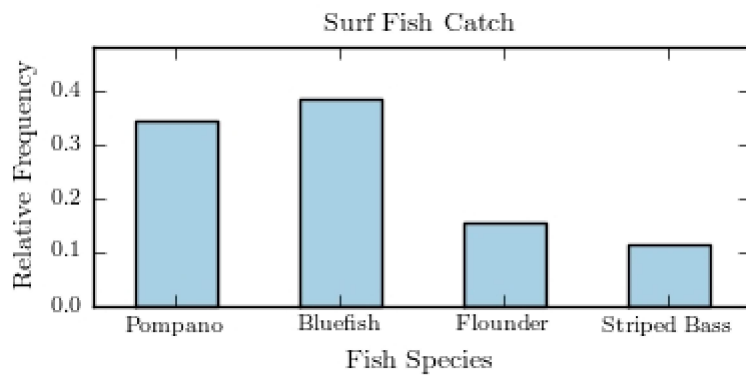 Surf Fish Catch
Relative Frequency
0.4
0.3
0.2
0.1
0.0
Pompano Bluefish Flounder Striped Bass
Fish Species